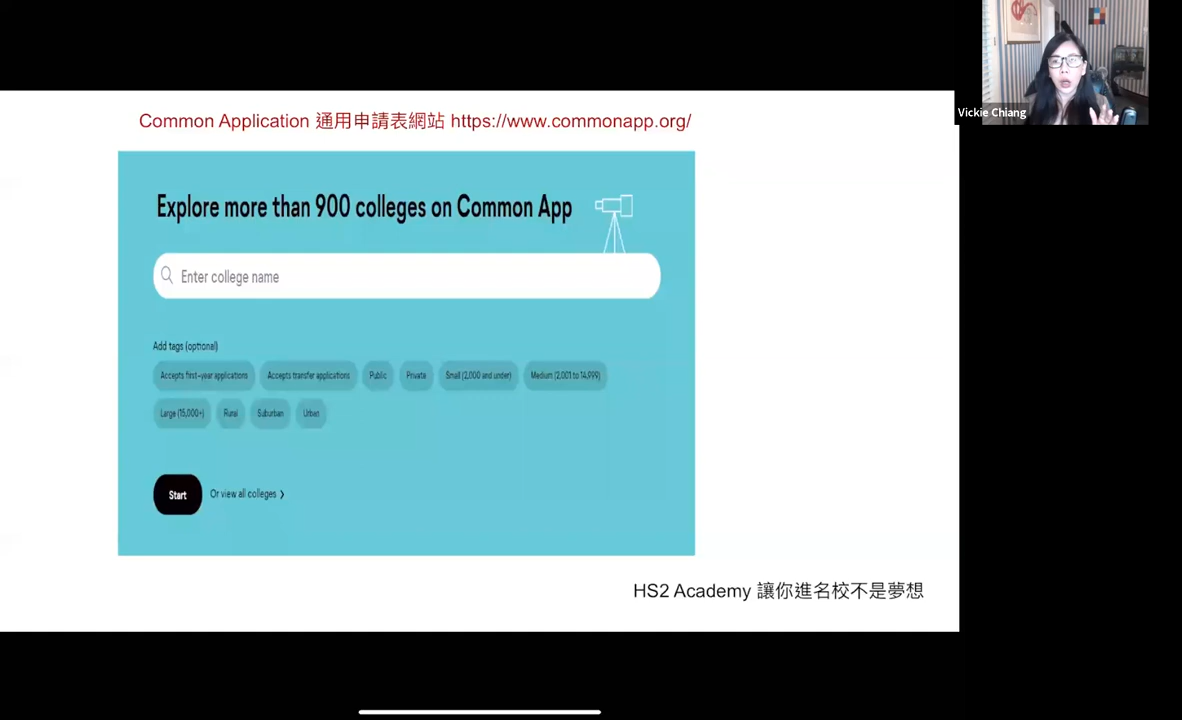 Common Application 通用申請表網站 https://www.commonapp.org/
Vickie Chiang
Explore more than 900 colleges on Common App
Enter college name
Add tags (optional)
Accepts first-year applications Accepts transfer applications Public Private Small (2,000 and under) Medium (2,001 to 14,999)
Large (15,000+) Rural Suburban Urban
Start Or view all colleges ❯
HS2 Academy 讓你進名校不是夢想